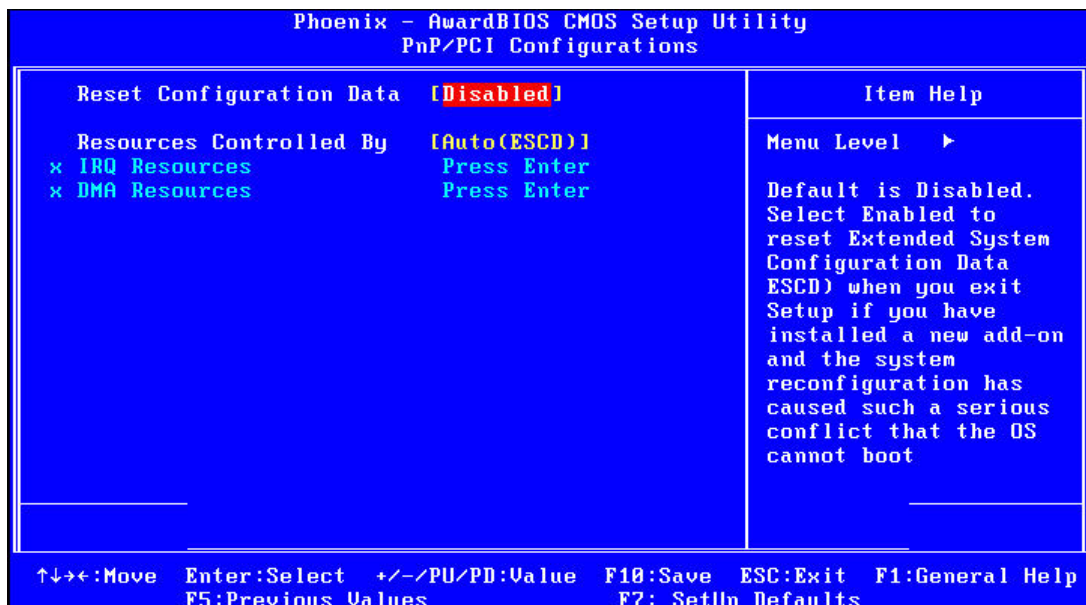 Phoenix - AwardBIOS CMOS Setup Utility
PnP/PCI Configurations
Reset Configuration Data [Disabled]
Resources Controlled By [Auto(ESCD)]
x IRQ Resources Press Enter
x DMA Resources Press Enter
Item Help
Menu Level ▶
Default is Disabled.
Select Enabled to
reset Extended System
Configuration Data
ESCD) when you exit
Setup if you have
installed a new add-on
and the system
reconfiguration has
caused such a serious
conflict that the OS
cannot boot
↑↓→←:Move Enter:Select +/-/PU/PD:Value F10:Save ESC:Exit F1:General Help
F5:Previous Values F7: SetUp Defaults